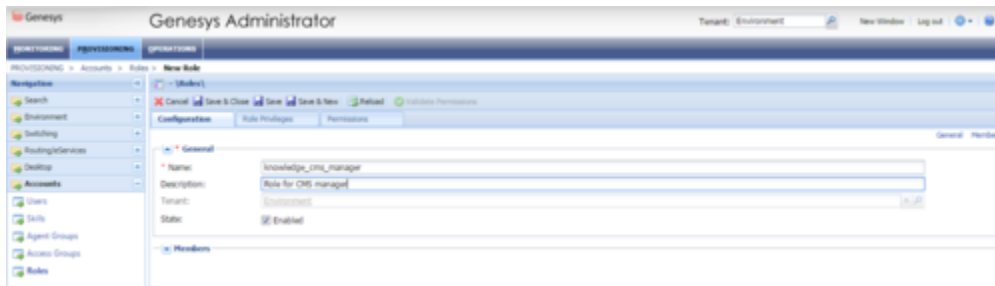 Genesys
Genesys Administrator
Tenant: Environment
New Window | Log out
MONITORING PROVISIONING OPERATIONS
PROVISIONING > Accounts > Roles > New Role
Navigation
Search
Environment
Switching
Routing/eServices
Desktop
Accounts
Users
Skills
Agent Groups
Access Groups
Roles
- \Roles\
Cancel Save & Close Save Save & New Reload Validate Permissions
Configuration Role Privileges Permissions
General Membe
* General
* Name: knowledge_cms_manager
Description: Role for CMS manager
Tenant: Environment
State: Enabled
Members